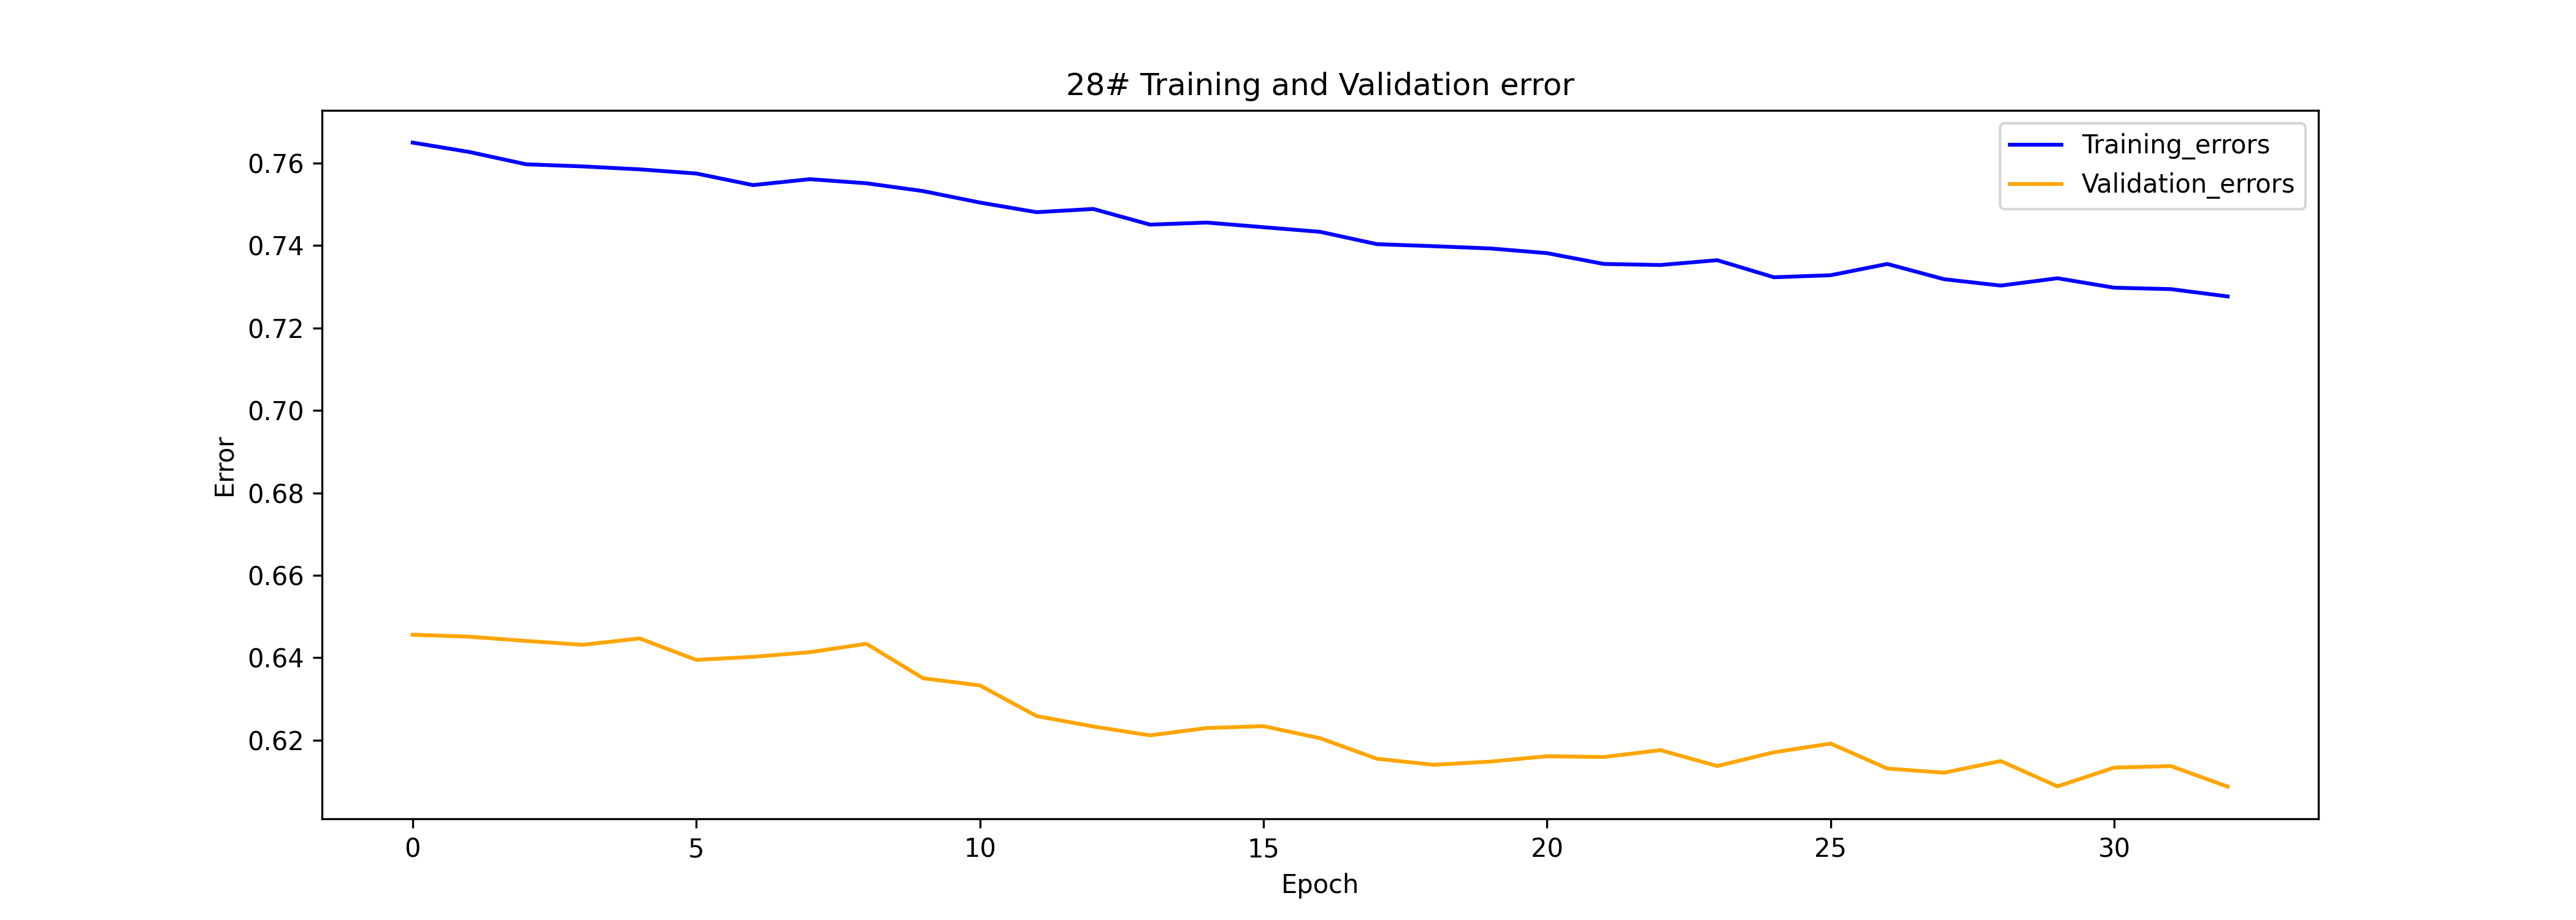 28# Training and Validation error
Training_errors
Validation_errors
0.76
0.74
0.72
0.70
0.68
0.66
0.64
0.62
Error
0 5 10 15 20 25 30
Epoch